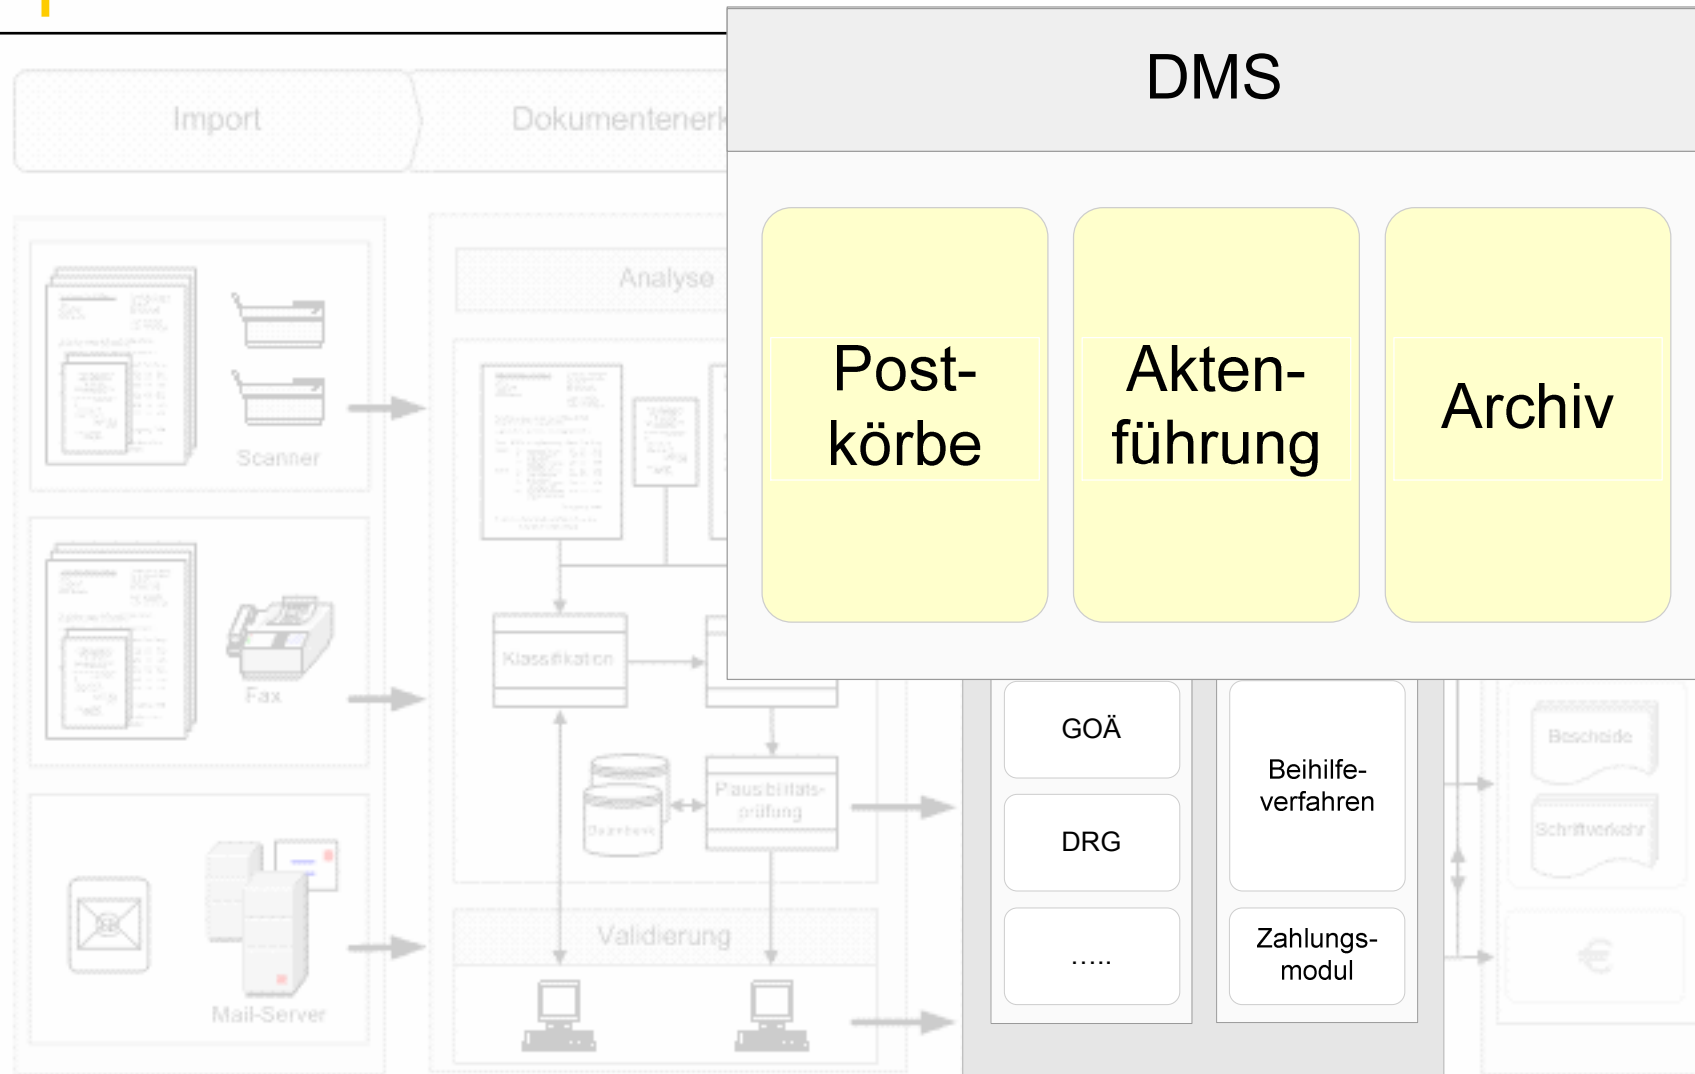 DMS
Import
Dokumentenerk
Analyse
Post-
körbe
Akten-
führung
Archiv
Scanner
Klassifikation
Fax
Plausibilitäts-
prüfung
Datenbank
GOÄ
DRG
.....
Beihilfe-
verfahren
Zahlungs-
modul
Bescheide
Schriftverkehr
€
Validierung
Mail-Server